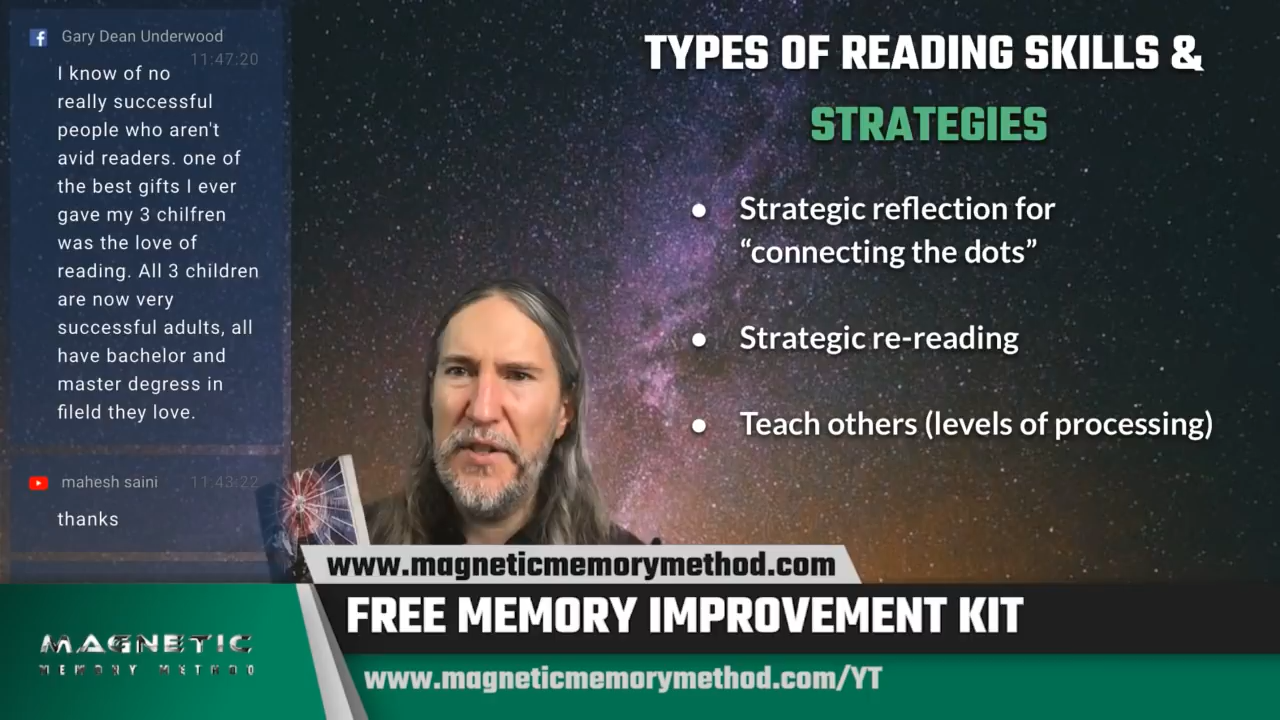 Gary Dean Underwood
11:47:20
I know of no
really successful
people who aren't
avid readers. one of
the best gifts I ever
gave my 3 chilfren
was the love of
reading. All 3 children
are now very
successful adults, all
have bachelor and
master degress in
fileld they love.
mahesh saini 11:43:22
thanks
TYPES OF READING SKILLS &
STRATEGIES
• Strategic reflection for
“connecting the dots”
• Strategic re-reading
• Teach others (levels of processing)
www.magneticmemorymethod.com
FREE MEMORY IMPROVEMENT KIT
www.magneticmemorymethod.com/YT
MAGNETIC
MEMORY METHOD